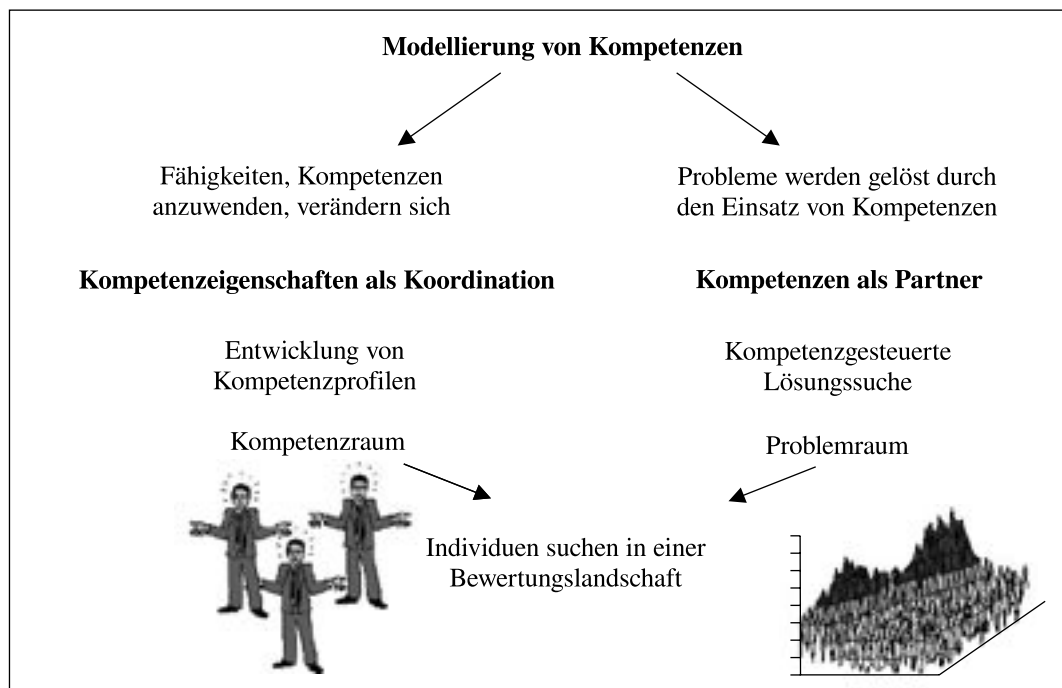 Modellierung von Kompetenzen
Fähigkeiten, Kompetenzen
anzuwenden, verändern sich
Probleme werden gelöst durch
den Einsatz von Kompetenzen
Kompetenzeigenschaften als Koordination
Kompetenzen als Partner
Entwicklung von
Kompetenzprofilen
Kompetenzgesteuerte
Lösungssuche
Kompetenzraum
Problemraum
Individuen suchen in einer
Bewertungslandschaft